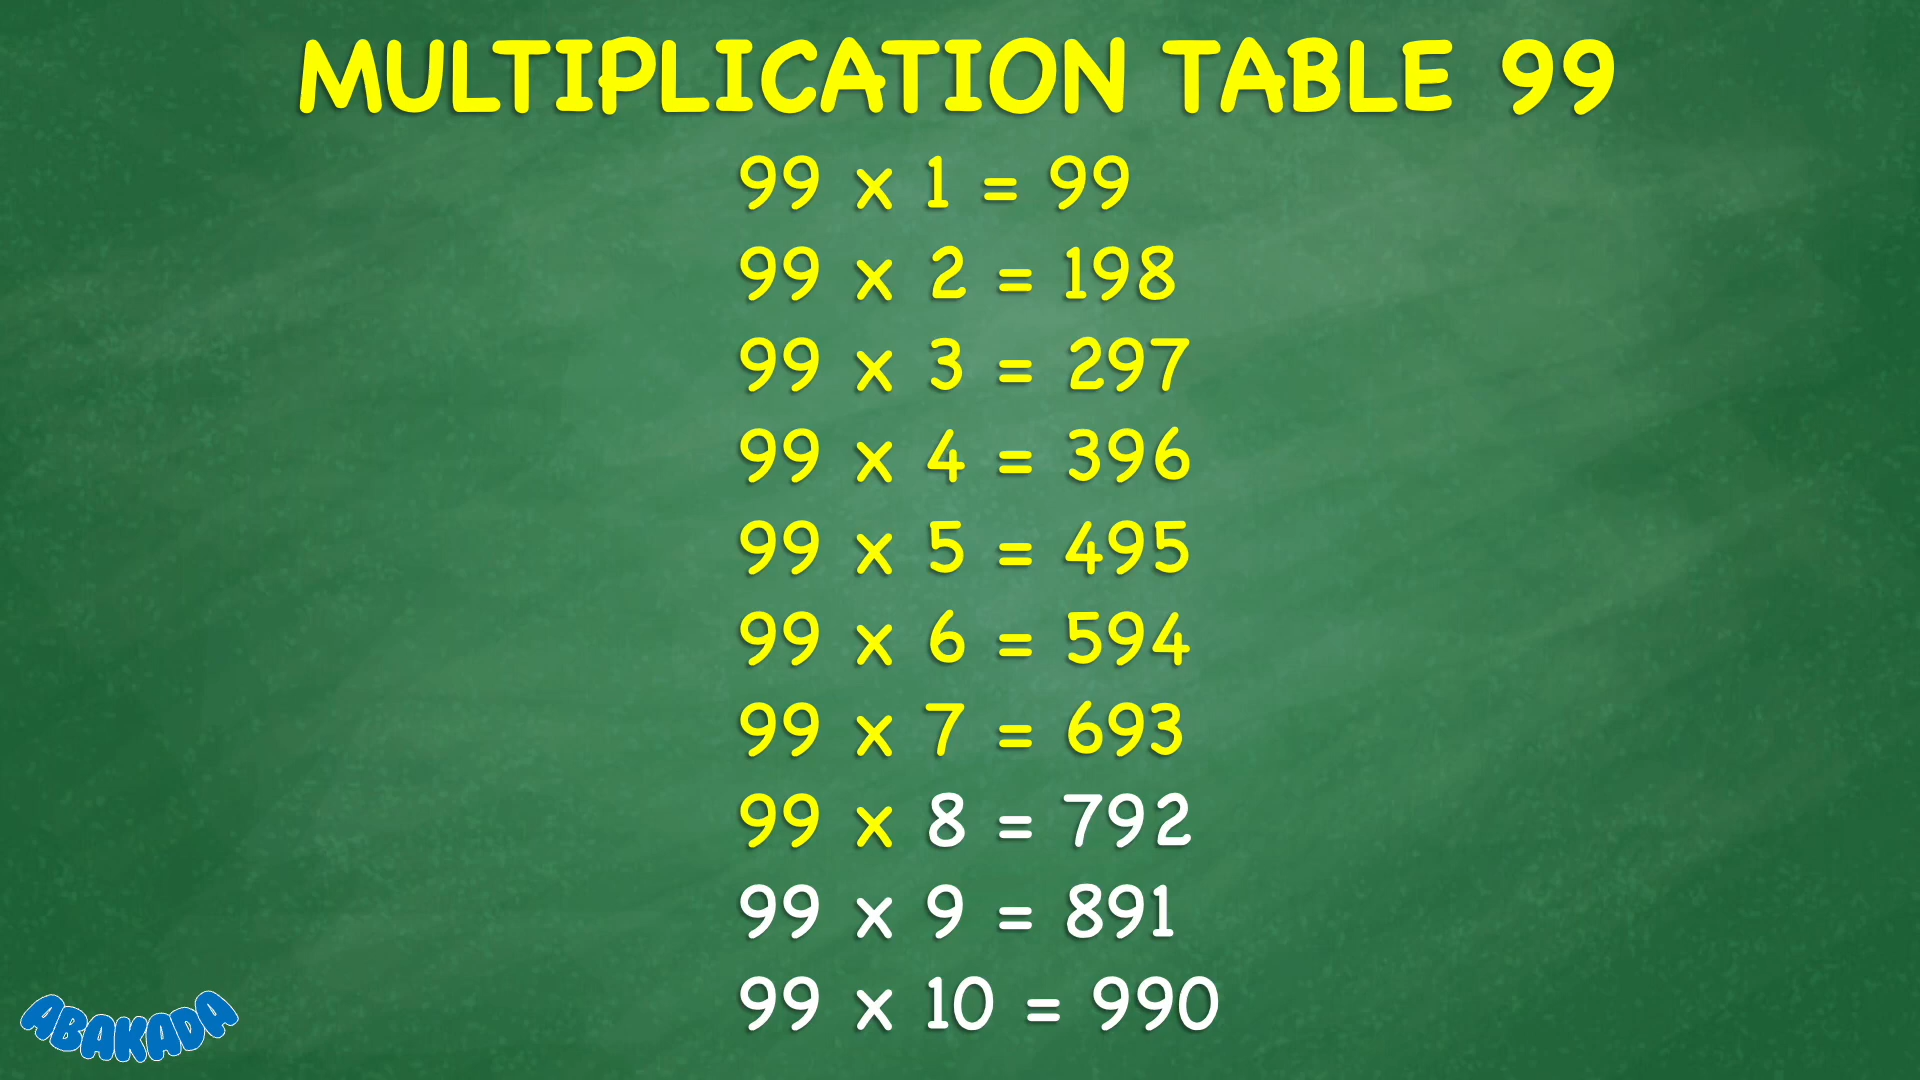 MULTIPLICATION TABLE 99
99 x 1 = 99
99 x 2 = 198
99 x 3 = 297
99 x 4 = 396
99 x 5 = 495
99 x 6 = 594
99 x 7 = 693
99 x 8 = 792
99 x 9 = 891
99 x 10 = 990
ABAKADA